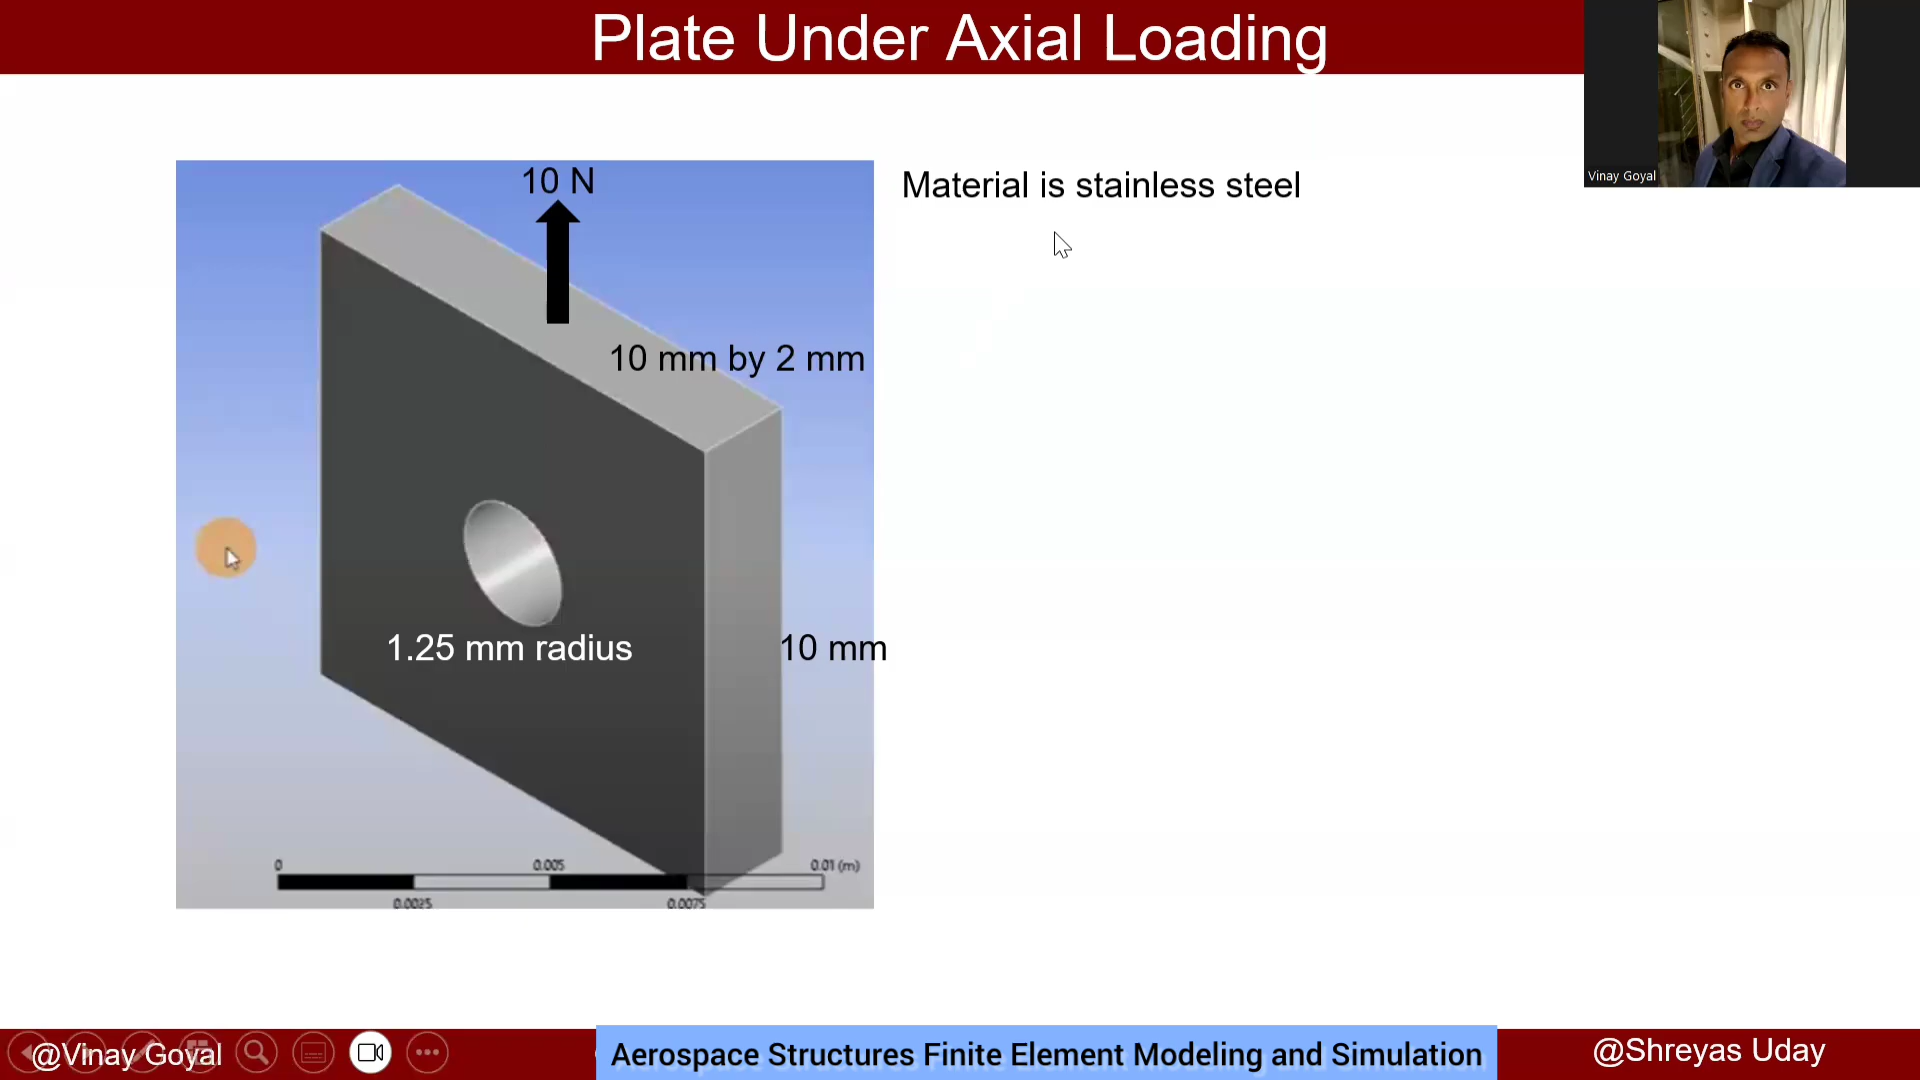 Plate Under Axial Loading
Vinay Goyal
10 N
Material is stainless steel
10 mm by 2 mm
1.25 mm radius
10 mm
0
0.005
0.01 (m)
0.0025
0.0075
@Vinay Goyal
Aerospace Structures Finite Element Modeling and Simulation
@Shreyas Uday